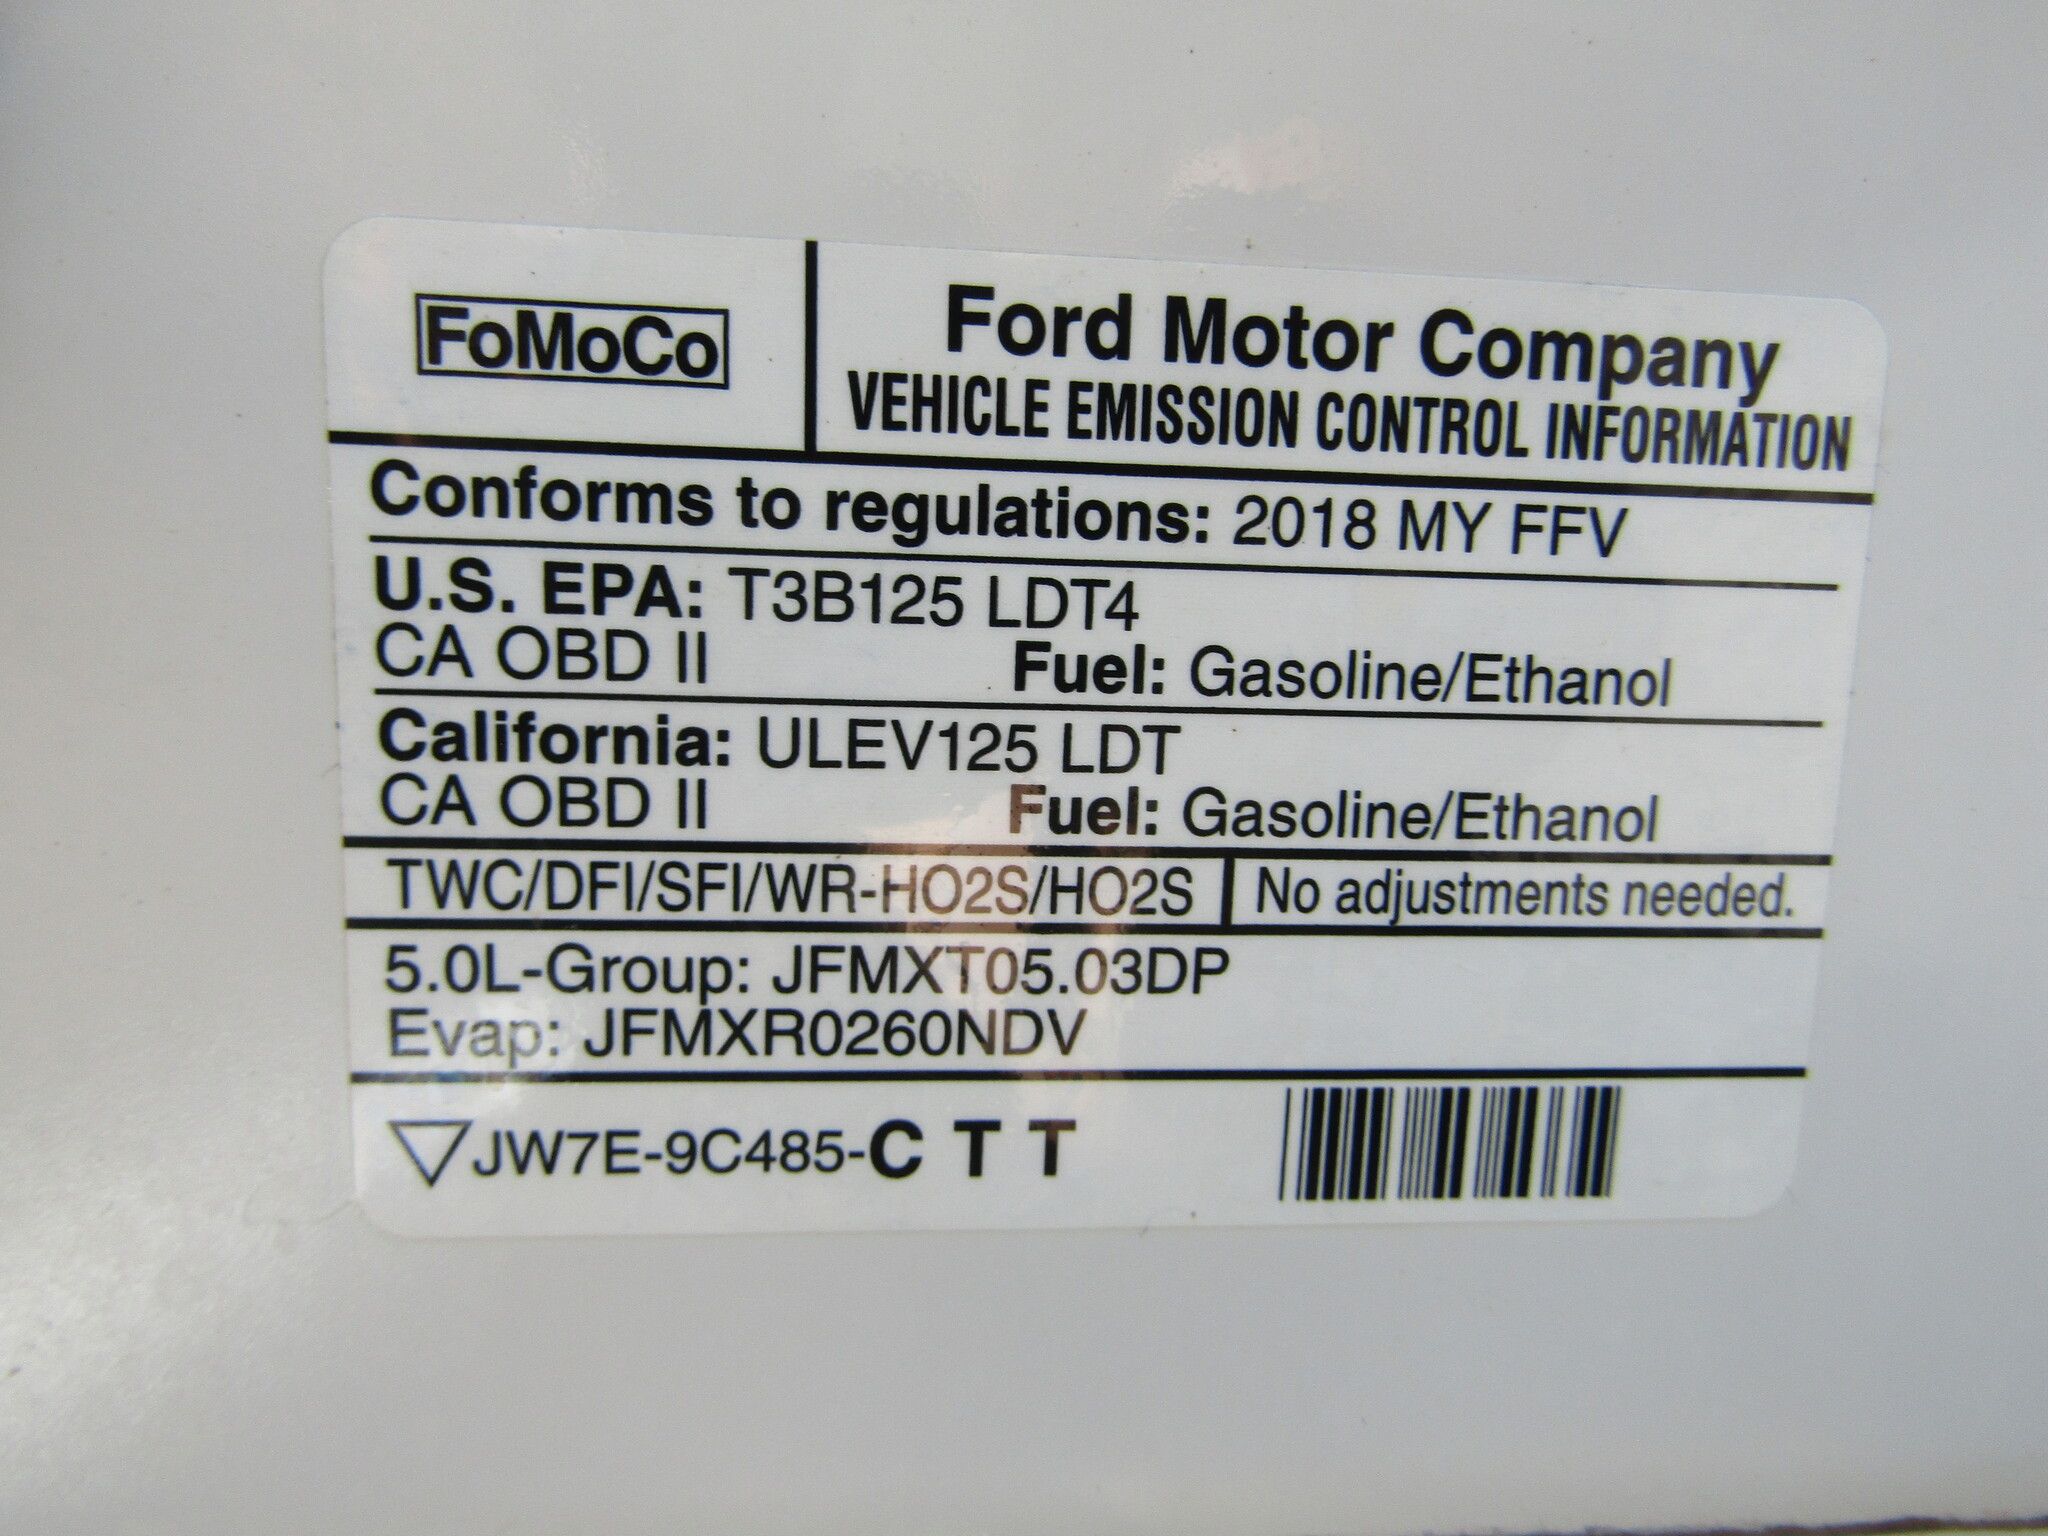 FoMoCo
Ford Motor Company
VEHICLE EMISSION CONTROL INFORMATION
Conforms to regulations: 2018 MY FFV
U.S. EPA: T3B125 LDT4
CA OBD II Fuel: Gasoline/Ethanol
California: ULEV125 LDT
CA OBD II Fuel: Gasoline/Ethanol
TWC/DFI/SFI/WR-HO2S/HO2S No adjustments needed.
5.0L-Group: JFMXT05.03DP
Evap: JFMXR0260NDV
JW7E-9C485-C T T